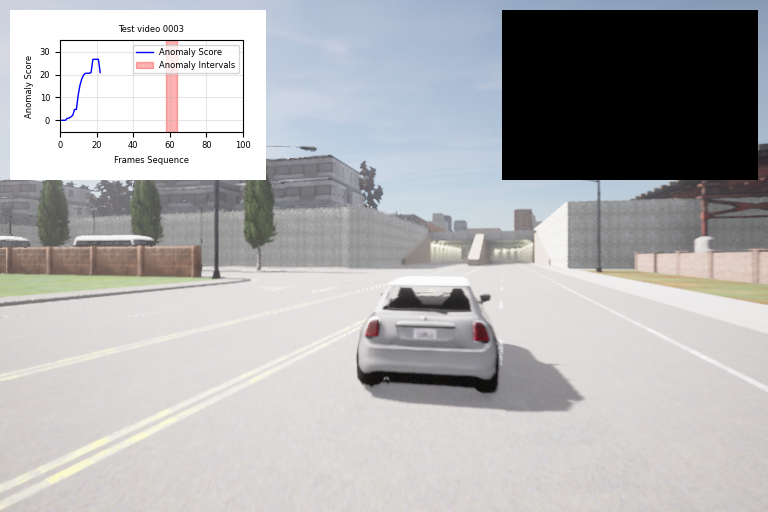 Test video 0003
Anomaly Score
Anomaly Intervals
Anomaly Score
30
20
10
0
0 20 40 60 80 100
Frames Sequence